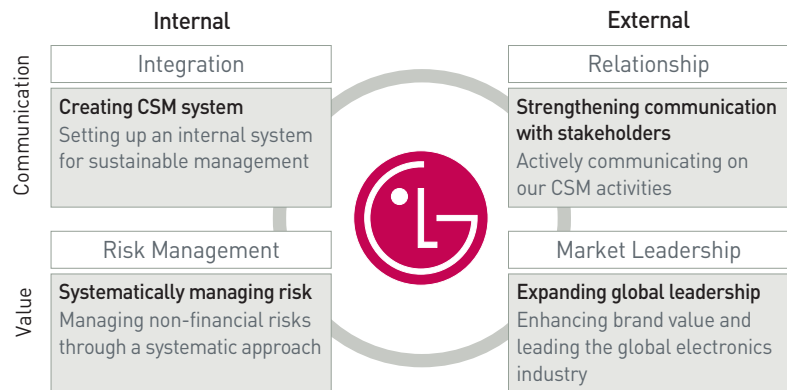 Internal
External
Communication
Integration
Creating CSM system
Setting up an internal system
for sustainable management
Relationship
Strengthening communication
with stakeholders
Actively communicating on
our CSM activities
LG
Value
Risk Management
Systematically managing risk
Managing non-financial risks
through a systematic approach
Market Leadership
Expanding global leadership
Enhancing brand value and
leading the global electronics
industry